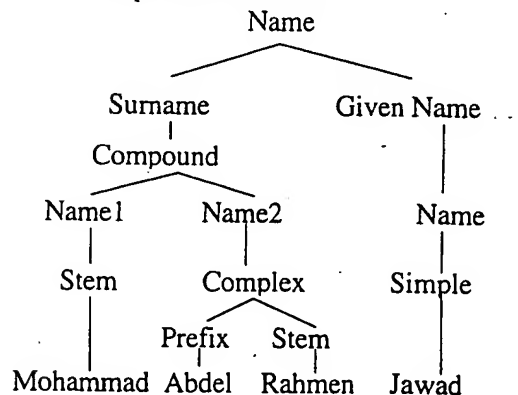 Name
Surname Given Name
Compound
Name1 Name2 Name
Stem Complex Simple
Prefix Stem
Mohammad Abdel Rahmen Jawad